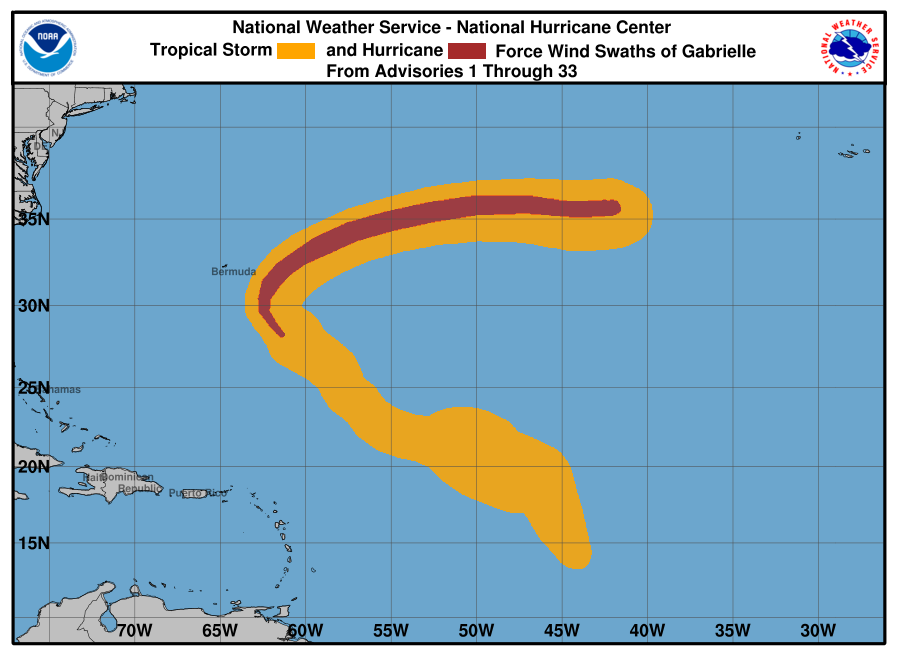 National Weather Service - National Hurricane Center
Tropical Storm and Hurricane Force Wind Swaths of Gabrielle
From Advisories 1 Through 33
NOAA
NATIONAL WEATHER SERVICE
N
DE
35N
Bermuda
30N
25N
Bahamas
20N
Haiti
Dominican
Republic
Puerto Rico
15N
70W 65W 60W 55W 50W 45W 40W 35W 30W